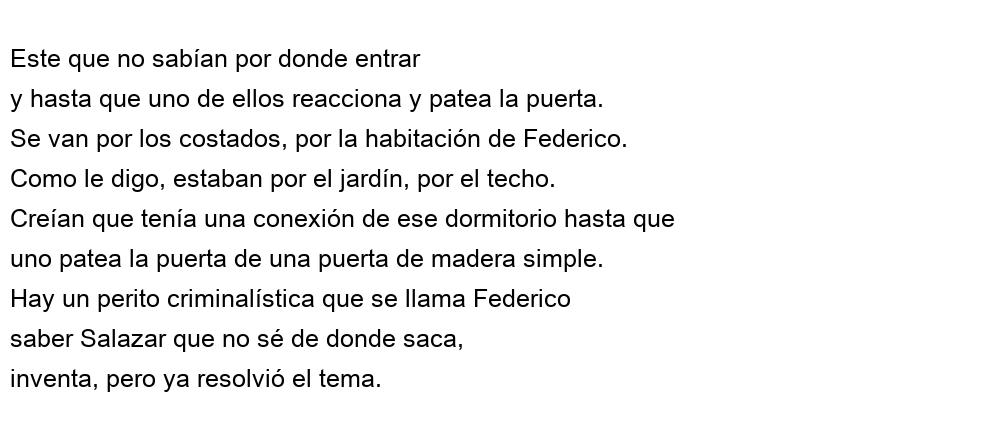 Este que no sabían por donde entrar
y hasta que uno de ellos reacciona y patea la puerta.
Se van por los costados, por la habitación de Federico.
Como le digo, estaban por el jardín, por el techo.
Creían que tenía una conexión de ese dormitorio hasta que
uno patea la puerta de una puerta de madera simple.
Hay un perito criminalística que se llama Federico
saber Salazar que no sé de donde saca,
inventa, pero ya resolvió el tema.